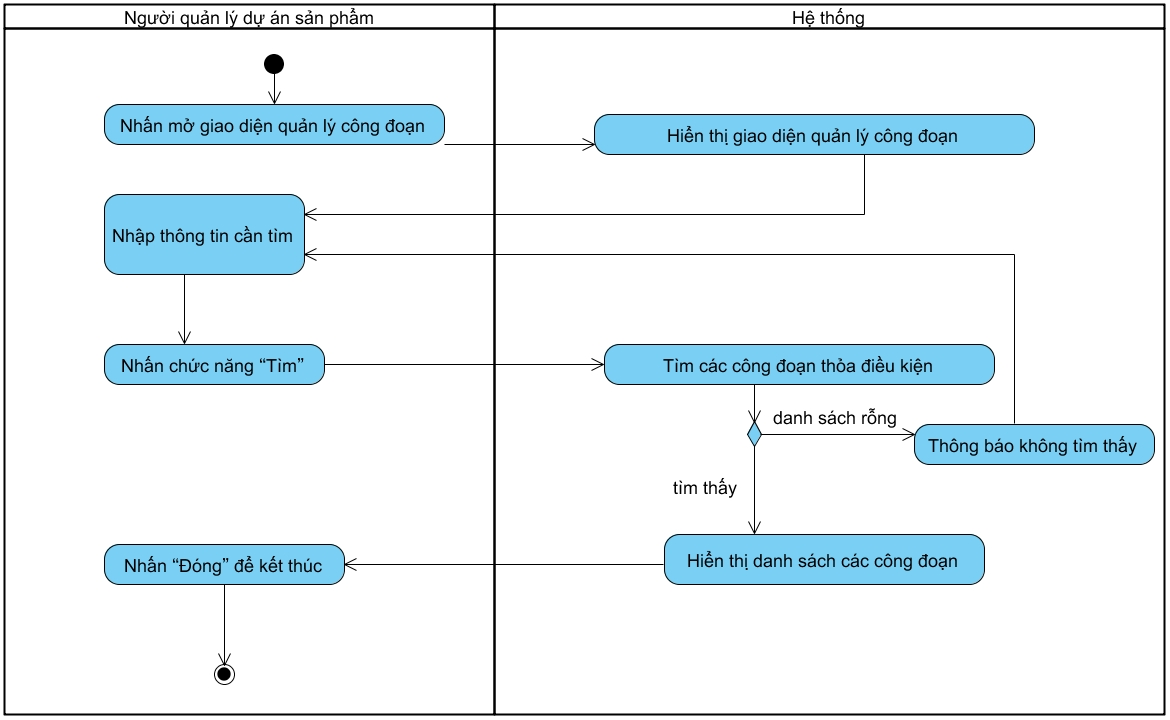 Người quản lý dự án sản phẩm
Hệ thống
Nhấn mở giao diện quản lý công đoạn
Hiển thị giao diện quản lý công đoạn
Nhập thông tin cần tìm
Nhấn chức năng “Tìm”
Tìm các công đoạn thỏa điều kiện
danh sách rỗng
Thông báo không tìm thấy
tìm thấy
Hiển thị danh sách các công đoạn
Nhấn “Đóng” để kết thúc